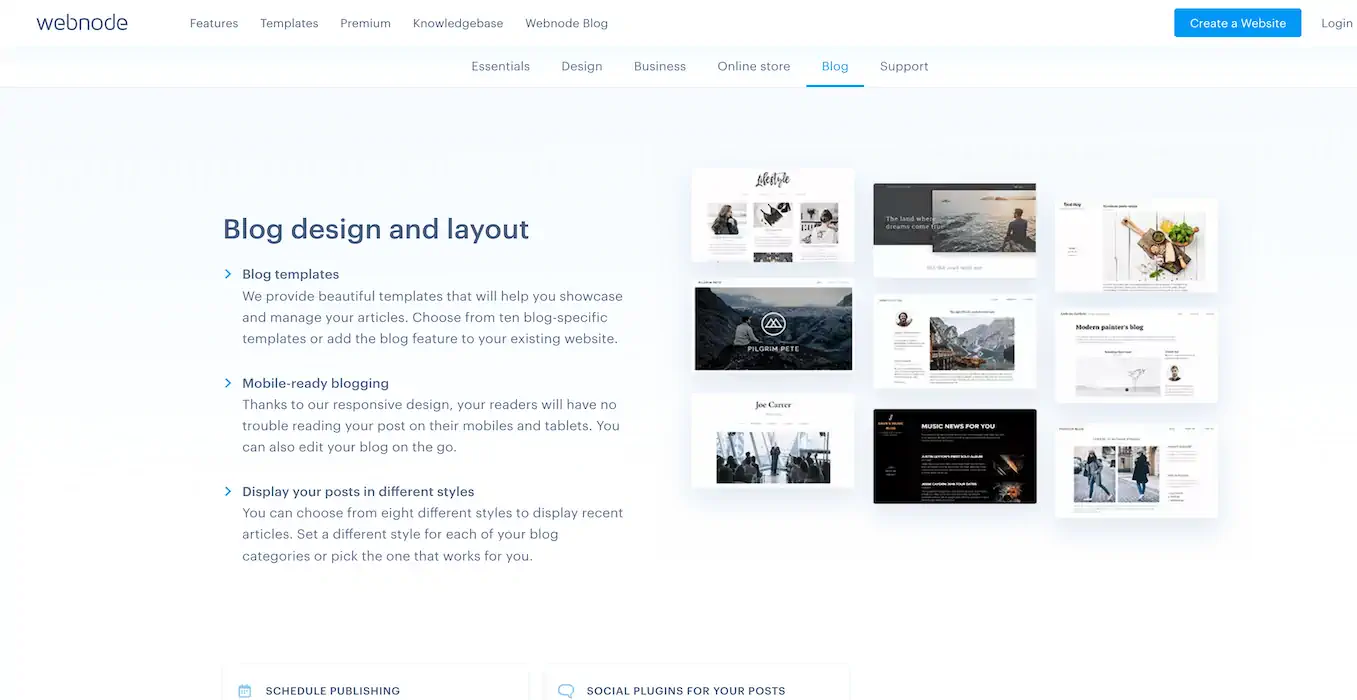 webnode
Features
Templates
Premium
Knowledgebase
Webnode Blog
Create a Website
Login
Essentials
Design
Business
Online store
Blog
Support
Blog design and layout
Blog templates
We provide beautiful templates that will help you showcase
and manage your articles. Choose from ten blog-specific
templates or add the blog feature to your existing website.
Mobile-ready blogging
Thanks to our responsive design, your readers will have no
trouble reading your post on their mobiles and tablets. You
can also edit your blog on the go.
Display your posts in different styles
You can choose from eight different styles to display recent
articles. Set a different style for each of your blog
categories or pick the one that works for you.
Lifestyle
The land where
dreams come true
PILGRIM PETE
Modern painter's blog
Joe Carrer
MUSIC NEWS FOR YOU
SCHEDULE PUBLISHING
SOCIAL PLUGINS FOR YOUR POSTS